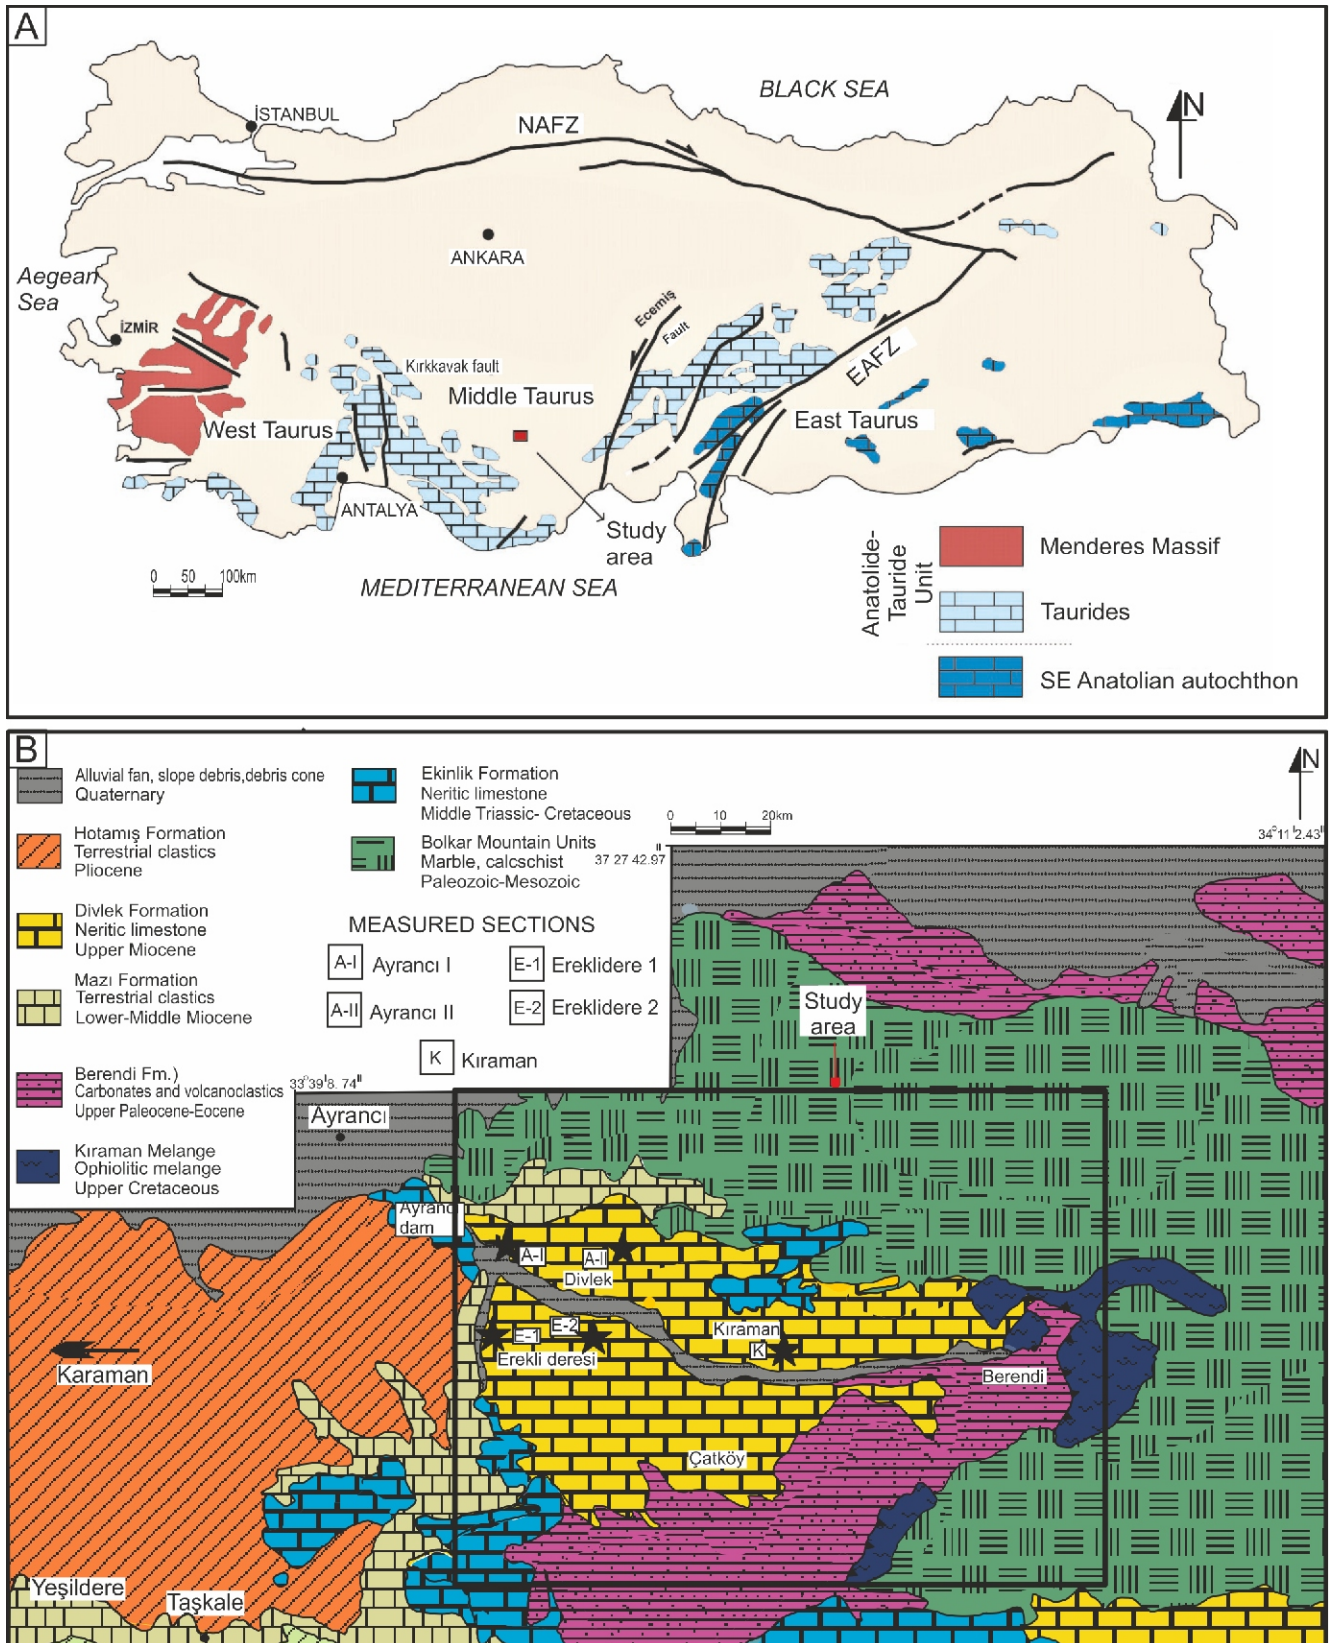 A
BLACK SEA
N
İSTANBUL
NAFZ
ANKARA
Aegean
Sea
İZMİR
Ecemiş
Fault
Kırkkavak fault
EAFZ
Middle Taurus
West Taurus
East Taurus
ANTALYA
Study
area
0 50 100km
MEDITERRANEAN SEA
Anatolide-
Tauride
Unit
Menderes Massif
Taurides
SE Anatolian autochthon
B
Alluvial fan, slope debris,debris cone
Quaternary
Hotamış Formation
Terrestrial clastics
Pliocene
Divlek Formation
Neritic limestone
Upper Miocene
Mazı Formation
Terrestrial clastics
Lower-Middle Miocene
Berendi Fm.)
Carbonates and volcanoclastics
Upper Paleocene-Eocene
Kıraman Melange
Ophiolitic melange
Upper Cretaceous
Ekinlik Formation
Neritic limestone
Middle Triassic- Cretaceous
Bolkar Mountain Units
Marble, calcschist
Paleozoic-Mesozoic
MEASURED SECTIONS
A-I Ayrancı I
E-1 Ereklidere 1
A-II Ayrancı II
E-2 Ereklidere 2
K Kıraman
0 10 20km
N
34°11'2.43"
37 27 42.97"
33°39'8. 74"
Study
area
Ayrancı
Ayrancı
dam
A-I
A-II
Divlek
E-2
E-1
Erekli deresi
Kıraman
K
Karaman
Berendi
Çatköy
Yeşildere
Taşkale